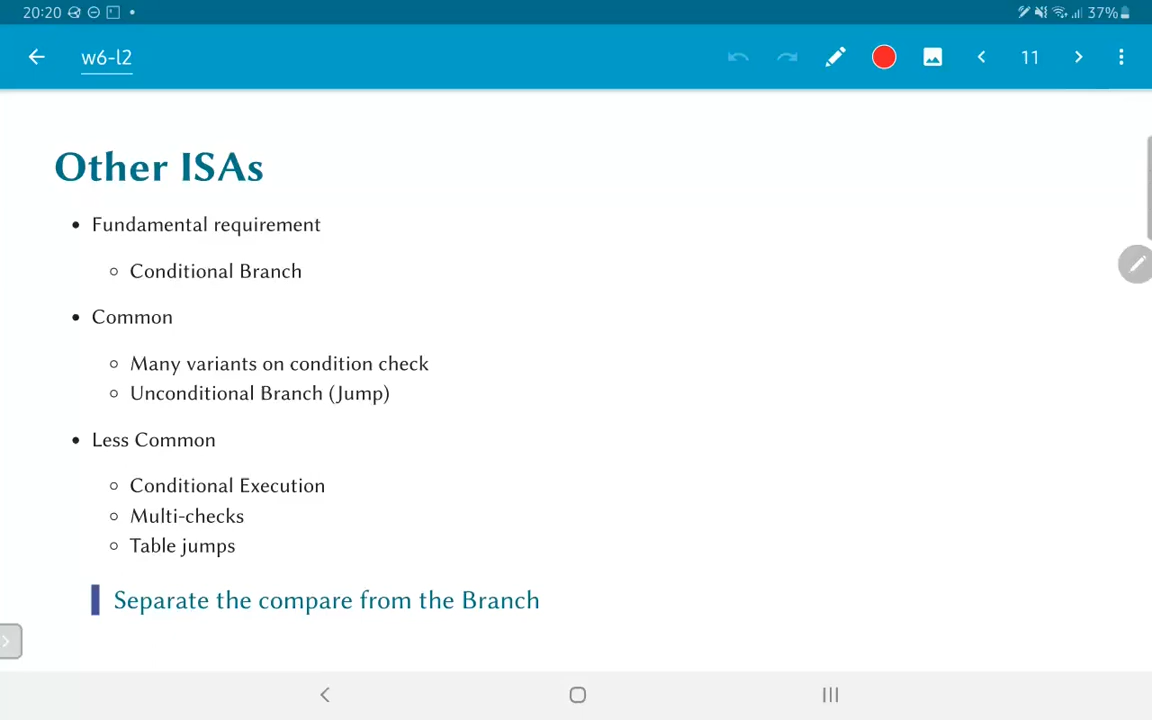 20:20
37%
w6-l2
11
Other ISAs
• Fundamental requirement
◦ Conditional Branch
• Common
◦ Many variants on condition check
◦ Unconditional Branch (Jump)
• Less Common
◦ Conditional Execution
◦ Multi-checks
◦ Table jumps
Separate the compare from the Branch